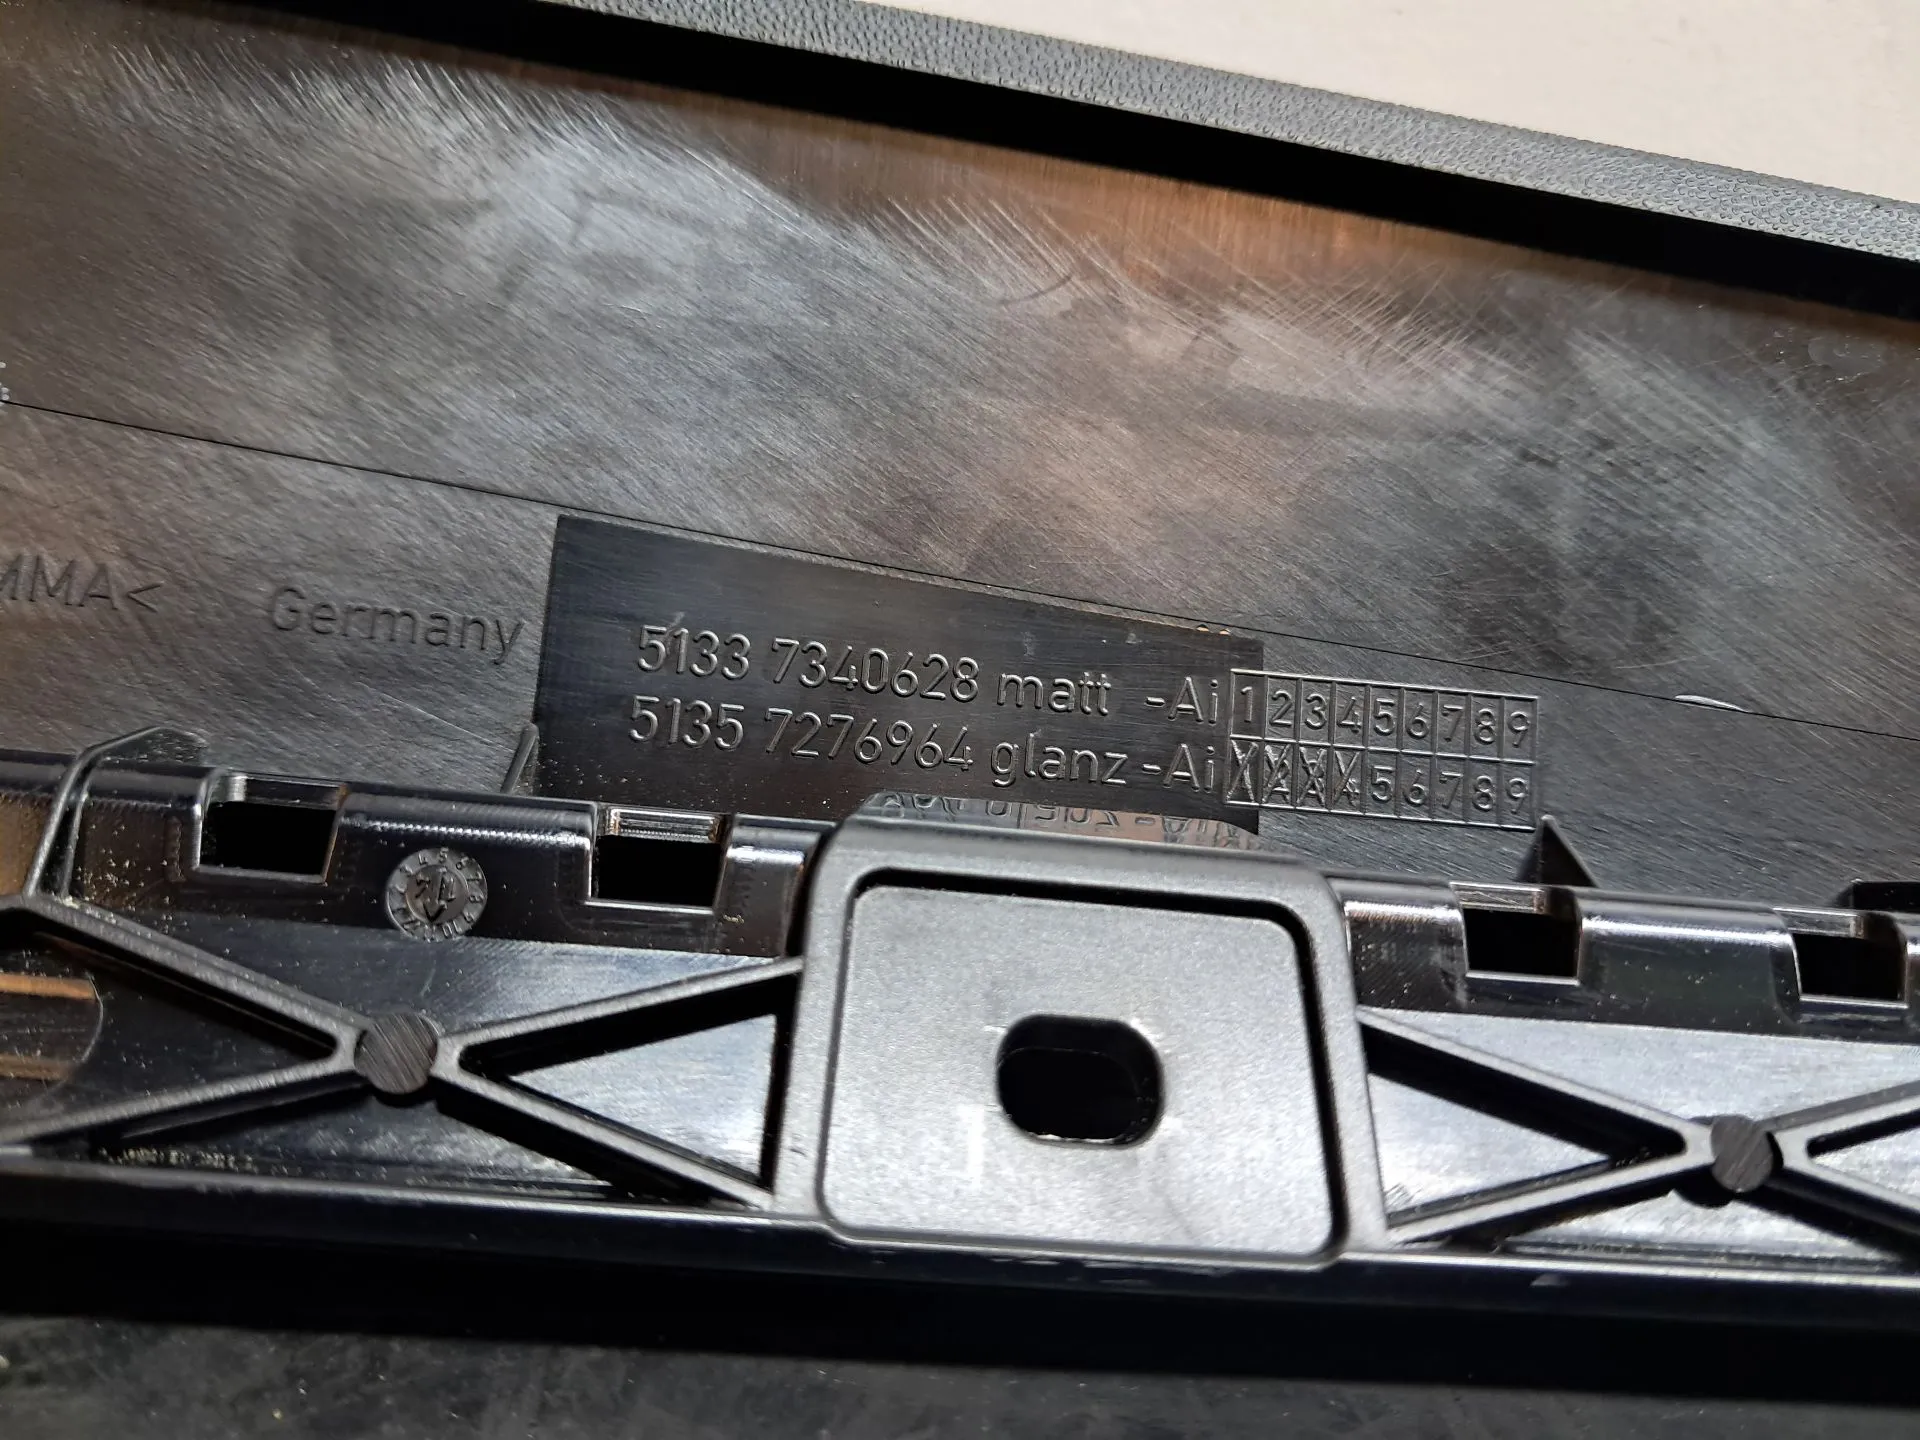 MMA<
Germany
5133 7340628 matt -Ai 1 2 3 4 5 6 7 8 9
5135 7276964 glanz -Ai X X X X 5 6 7 8 9